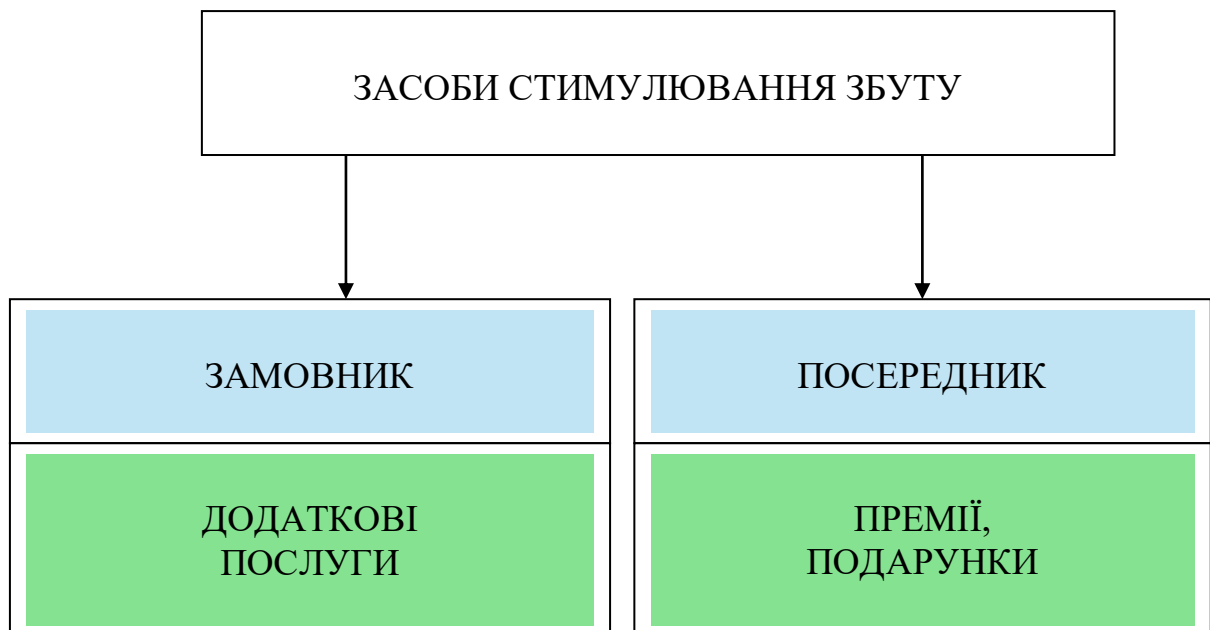 ЗАСОБИ СТИМУЛЮВАННЯ ЗБУТУ
ЗАМОВНИК
ПОСЕРЕДНИК
ДОДАТКОВІ
ПОСЛУГИ
ПРЕМІЇ,
ПОДАРУНКИ